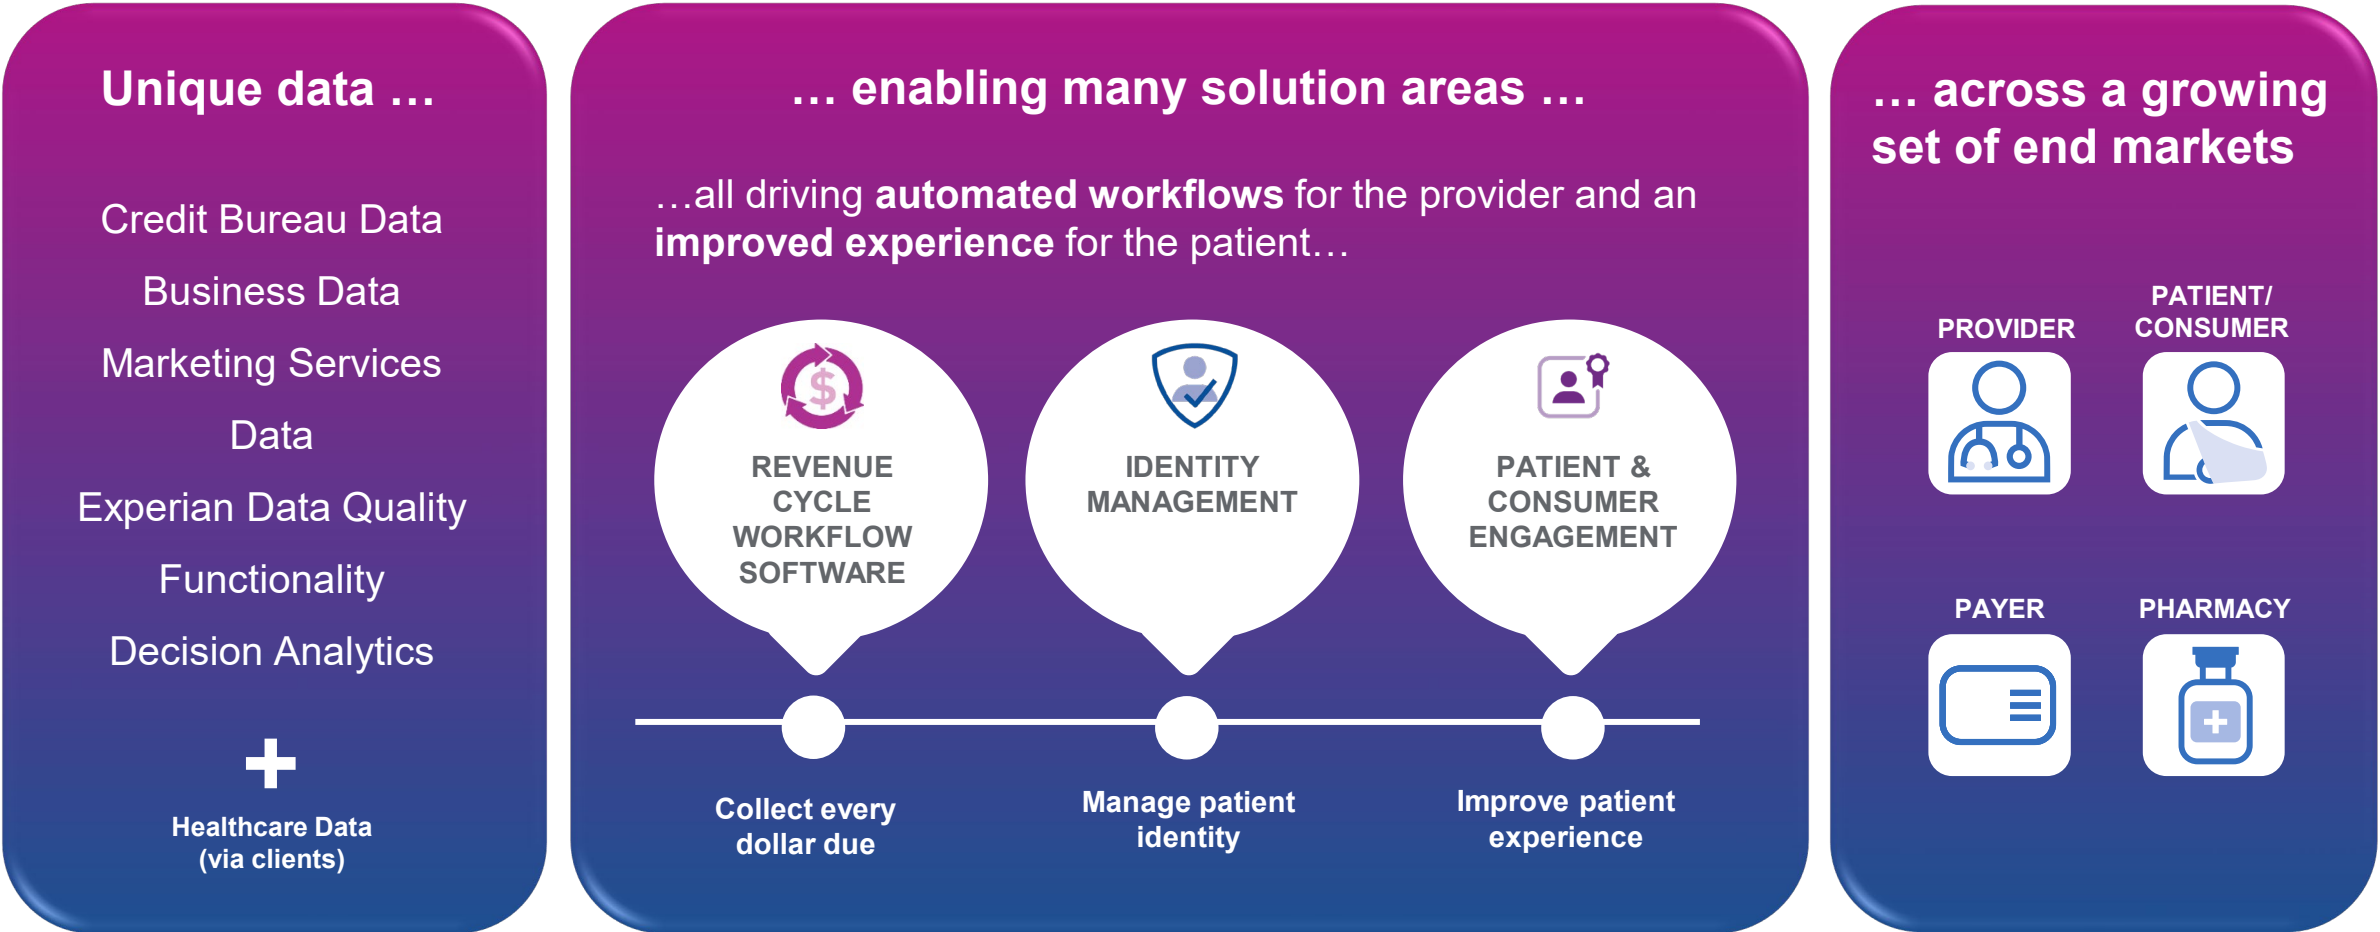 Unique data …
Credit Bureau Data
Business Data
Marketing Services
Data
Experian Data Quality
Functionality
Decision Analytics
Healthcare Data
(via clients)
… enabling many solution areas …
…all driving automated workflows for the provider and an
improved experience for the patient…
$
REVENUE
CYCLE
WORKFLOW
SOFTWARE
IDENTITY
MANAGEMENT
PATIENT &
CONSUMER
ENGAGEMENT
Collect every
dollar due
Manage patient
identity
Improve patient
experience
… across a growing
set of end markets
PROVIDER
PATIENT/
CONSUMER
PAYER
PHARMACY